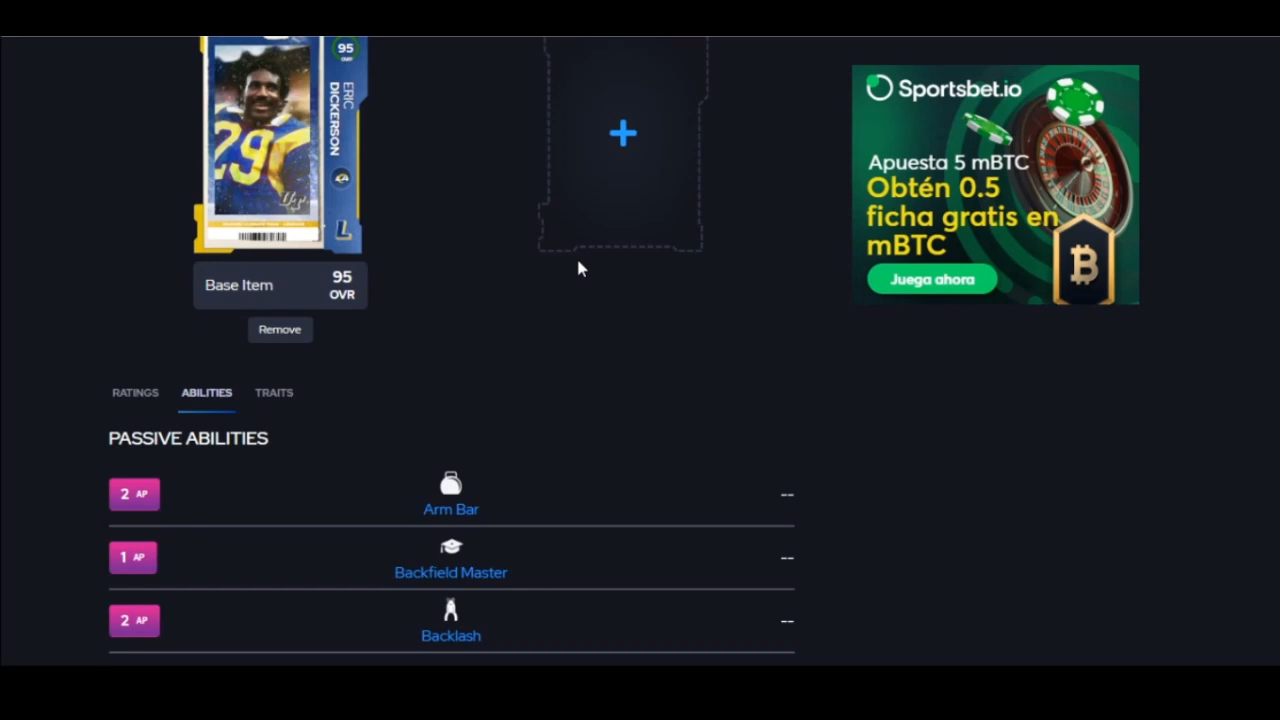 95
OVR
ERIC
DICKERSON
29
L
Base Item
95
OVR
Remove
Sportsbet.io
Apuesta 5 mBTC
Obtén 0.5
ficha gratis en
mBTC
Juega ahora
RATINGS
ABILITIES
TRAITS
PASSIVE ABILITIES
2 AP
Arm Bar
--
1 AP
Backfield Master
--
2 AP
Backlash
--